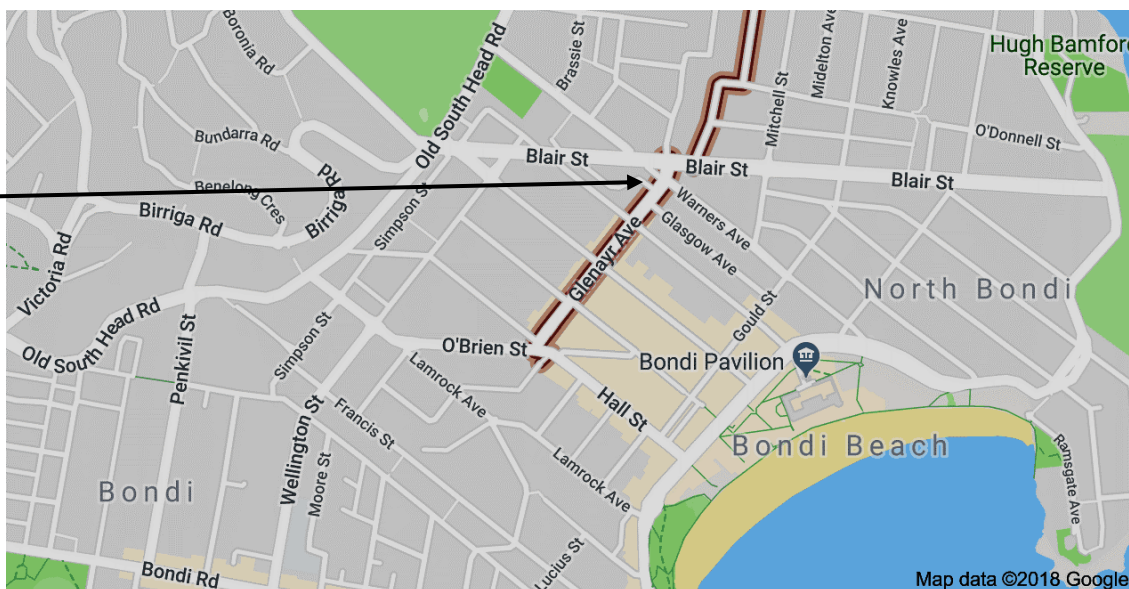 Boronia Rd
Old South Head Rd
Brassie St
Midelton Ave
Knowles Ave
Hugh Bamford
Reserve
Mitchell St
Bundarra Rd
O'Donnell St
Blair St
Blair St
Blair St
Birriga Rd
Benelong Cres
Simpson St
Warners Ave
Birriga Rd
Glasgow Ave
Victoria Rd
Glenayr Ave
North Bondi
Old South Head Rd
Penkivil St
Simpson St
Gould St
O'Brien St
Bondi Pavilion
Lamrock Ave
Hall St
Francis St
Bondi Beach
Wellington St
Moore St
Lamrock Ave
Ramsgate Ave
Bondi
Lucius St
Bondi Rd
Map data ©2018 Google